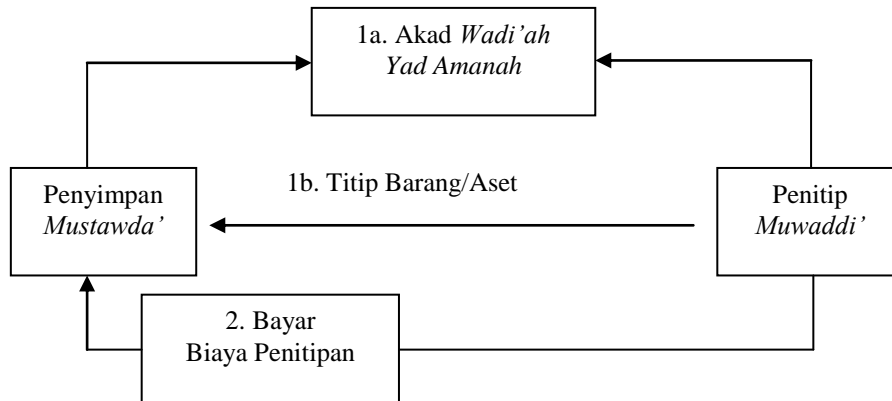 1a. Akad Wadi’ah
Yad Amanah
Penyimpan
Mustawda’
1b. Titip Barang/Aset
Penitip
Muwaddi’
2. Bayar
Biaya Penitipan